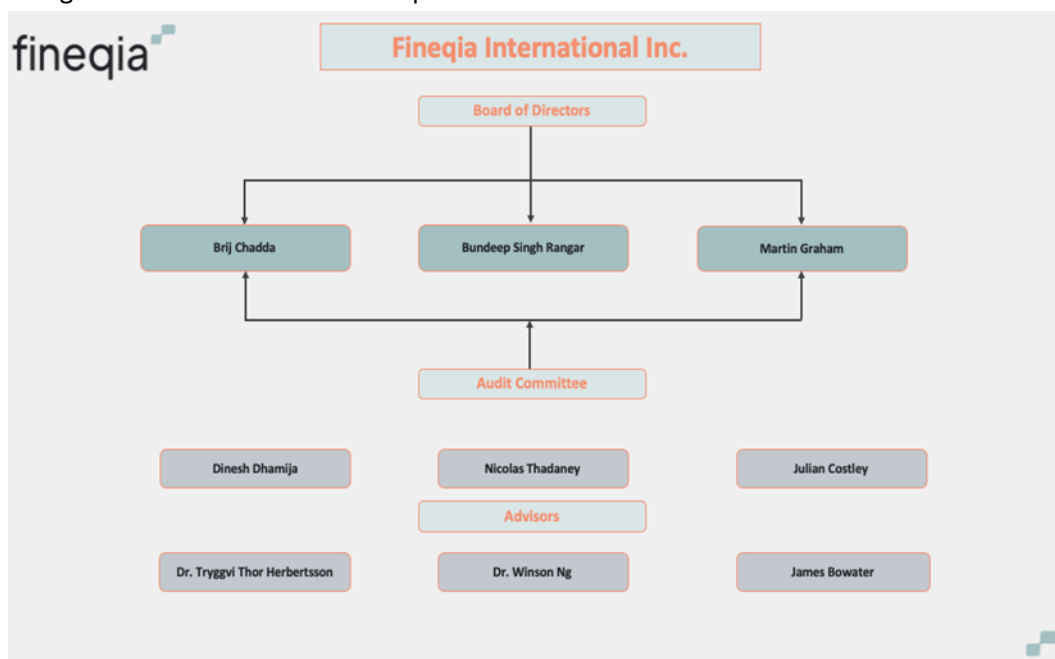 fineqia
Fineqia International Inc.
Board of Directors
Brij Chadda
Bundeep Singh Rangar
Martin Graham
Audit Committee
Dinesh Dhamija
Nicolas Thadaney
Julian Costley
Advisors
Dr. Tryggvi Thor Herbertsson
Dr. Winson Ng
James Bowater